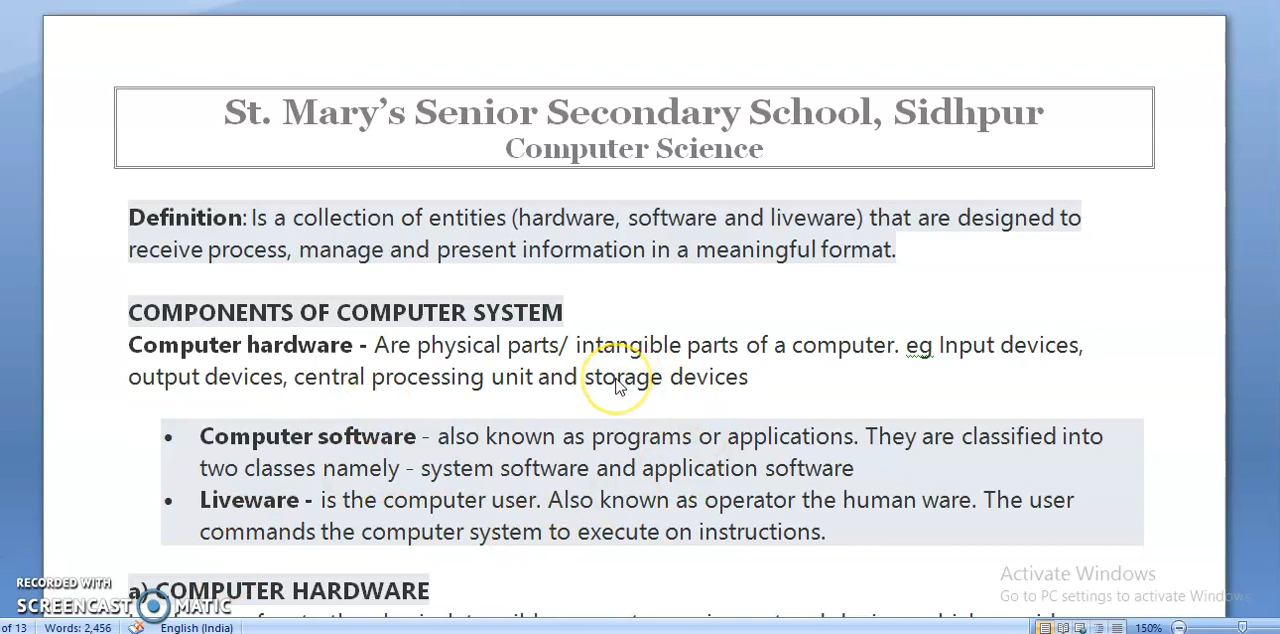 St. Mary's Senior Secondary School, Sidhpur
Computer Science
Definition: Is a collection of entities (hardware, software and liveware) that are designed to
receive process, manage and present information in a meaningful format.
COMPONENTS OF COMPUTER SYSTEM
Computer hardware - Are physical parts/ intangible parts of a computer. eg Input devices,
output devices, central processing unit and storage devices
• Computer software - also known as programs or applications. They are classified into
two classes namely - system software and application software
• Liveware - is the computer user. Also known as operator the human ware. The user
commands the computer system to execute on instructions.
a) COMPUTER HARDWARE
Activate Windows
Go to PC settings to activate Windows.
RECORDED WITH
SCREENCAST MATIC
of 13 Words: 2,456 English (India) 150%